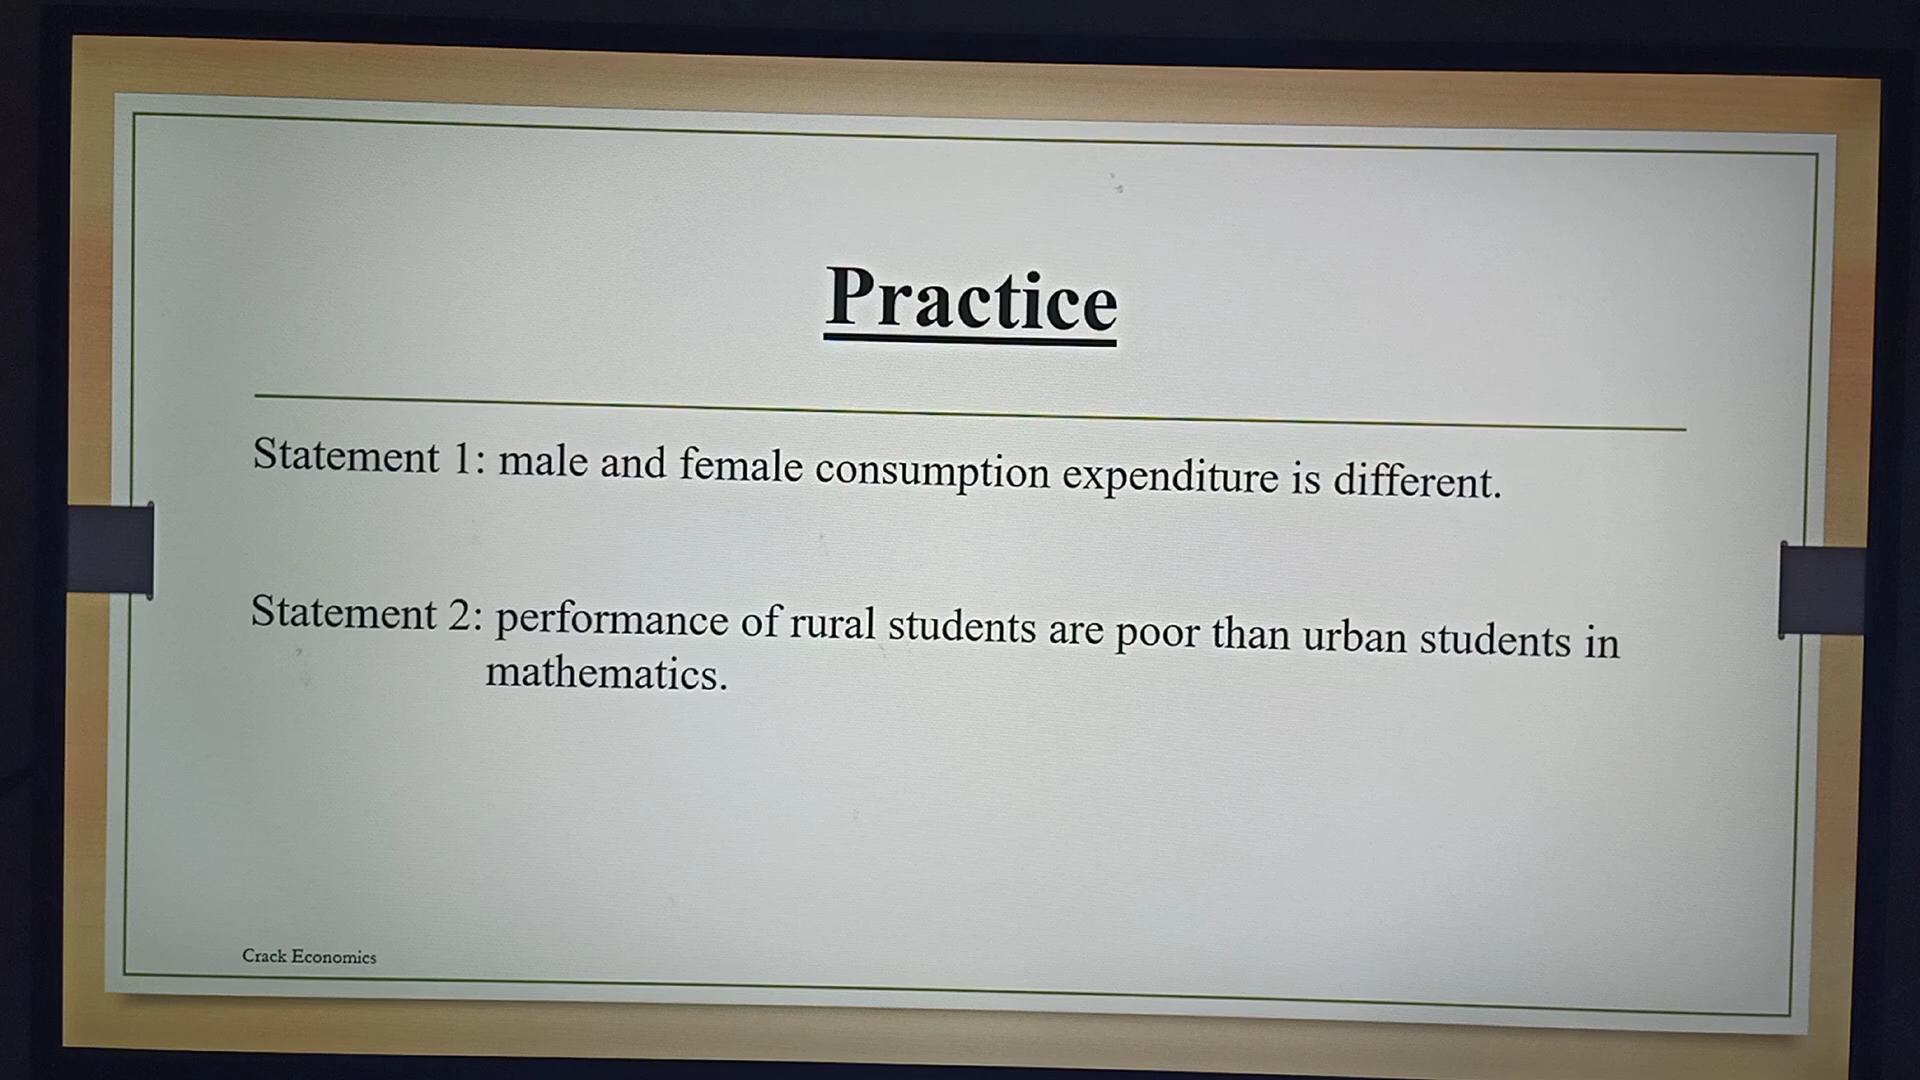 Practice
Statement 1: male and female consumption expenditure is different.
Statement 2: performance of rural students are poor than urban students in
mathematics.
Crack Economics